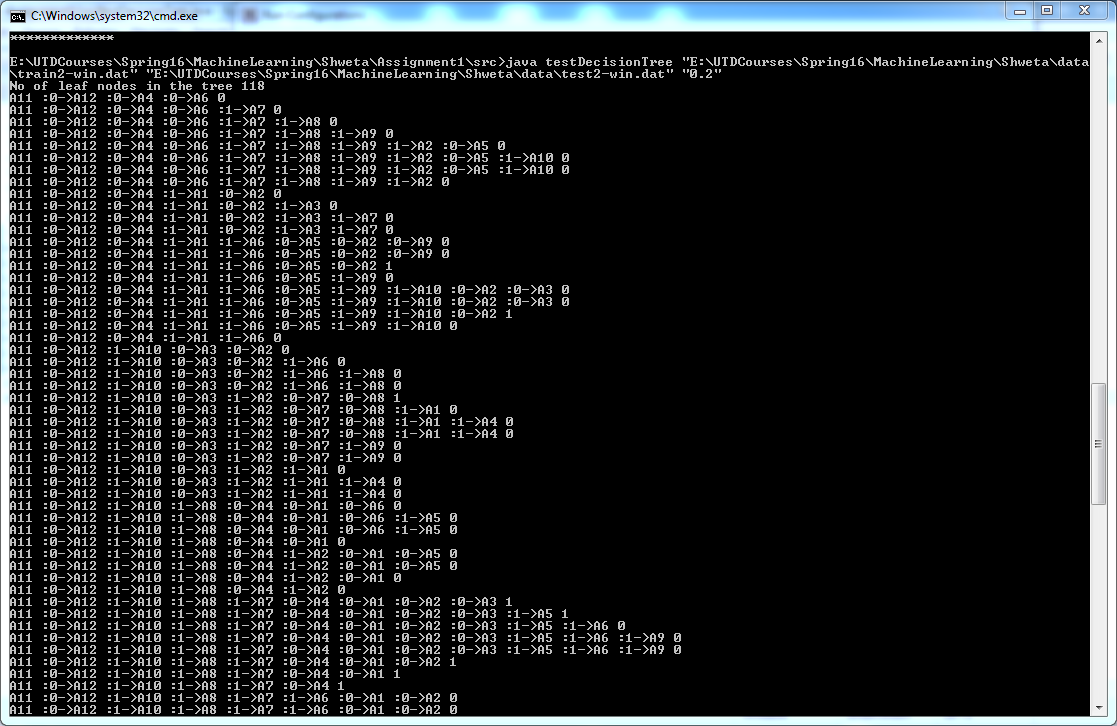 C:\Windows\system32\cmd.exe
*************
E:\UTDCourses\Spring16\MachineLearning\Shweta\Assignment1\src>java testDecisionTree "E:\UTDCourses\Spring16\MachineLearning\Shweta\data
\train2-win.dat" "E:\UTDCourses\Spring16\MachineLearning\Shweta\data\test2-win.dat" "0.2"
No of leaf nodes in the tree 118
A11 :0->A12 :0->A4 :0->A6 0
A11 :0->A12 :0->A4 :0->A6 :1->A7 0
A11 :0->A12 :0->A4 :0->A6 :1->A7 :1->A8 0
A11 :0->A12 :0->A4 :0->A6 :1->A7 :1->A8 :1->A9 0
A11 :0->A12 :0->A4 :0->A6 :1->A7 :1->A8 :1->A9 :1->A2 :0->A5 0
A11 :0->A12 :0->A4 :0->A6 :1->A7 :1->A8 :1->A9 :1->A2 :0->A5 :1->A10 0
A11 :0->A12 :0->A4 :0->A6 :1->A7 :1->A8 :1->A9 :1->A2 :0->A5 :1->A10 0
A11 :0->A12 :0->A4 :0->A6 :1->A7 :1->A8 :1->A9 :1->A2 0
A11 :0->A12 :0->A4 :1->A1 :0->A2 0
A11 :0->A12 :0->A4 :1->A1 :0->A2 :1->A3 0
A11 :0->A12 :0->A4 :1->A1 :0->A2 :1->A3 :1->A7 0
A11 :0->A12 :0->A4 :1->A1 :0->A2 :1->A3 :1->A7 0
A11 :0->A12 :0->A4 :1->A1 :1->A6 :0->A5 :0->A2 :0->A9 0
A11 :0->A12 :0->A4 :1->A1 :1->A6 :0->A5 :0->A2 :0->A9 0
A11 :0->A12 :0->A4 :1->A1 :1->A6 :0->A5 :0->A2 1
A11 :0->A12 :0->A4 :1->A1 :1->A6 :0->A5 :1->A9 0
A11 :0->A12 :0->A4 :1->A1 :1->A6 :0->A5 :1->A9 :1->A10 :0->A2 :0->A3 0
A11 :0->A12 :0->A4 :1->A1 :1->A6 :0->A5 :1->A9 :1->A10 :0->A2 :0->A3 0
A11 :0->A12 :0->A4 :1->A1 :1->A6 :0->A5 :1->A9 :1->A10 :0->A2 1
A11 :0->A12 :0->A4 :1->A1 :1->A6 :0->A5 :1->A9 :1->A10 0
A11 :0->A12 :0->A4 :1->A1 :1->A6 0
A11 :0->A12 :1->A10 :0->A3 :0->A2 0
A11 :0->A12 :1->A10 :0->A3 :0->A2 :1->A6 0
A11 :0->A12 :1->A10 :0->A3 :0->A2 :1->A6 :1->A8 0
A11 :0->A12 :1->A10 :0->A3 :0->A2 :1->A6 :1->A8 0
A11 :0->A12 :1->A10 :0->A3 :1->A2 :0->A7 :0->A8 1
A11 :0->A12 :1->A10 :0->A3 :1->A2 :0->A7 :0->A8 :1->A1 0
A11 :0->A12 :1->A10 :0->A3 :1->A2 :0->A7 :0->A8 :1->A1 :1->A4 0
A11 :0->A12 :1->A10 :0->A3 :1->A2 :0->A7 :0->A8 :1->A1 :1->A4 0
A11 :0->A12 :1->A10 :0->A3 :1->A2 :0->A7 :1->A9 0
A11 :0->A12 :1->A10 :0->A3 :1->A2 :0->A7 :1->A9 0
A11 :0->A12 :1->A10 :0->A3 :1->A2 :1->A1 0
A11 :0->A12 :1->A10 :0->A3 :1->A2 :1->A1 :1->A4 0
A11 :0->A12 :1->A10 :0->A3 :1->A2 :1->A1 :1->A4 0
A11 :0->A12 :1->A10 :1->A8 :0->A4 :0->A1 :0->A6 0
A11 :0->A12 :1->A10 :1->A8 :0->A4 :0->A1 :0->A6 :1->A5 0
A11 :0->A12 :1->A10 :1->A8 :0->A4 :0->A1 :0->A6 :1->A5 0
A11 :0->A12 :1->A10 :1->A8 :0->A4 :0->A1 0
A11 :0->A12 :1->A10 :1->A8 :0->A4 :1->A2 :0->A1 :0->A5 0
A11 :0->A12 :1->A10 :1->A8 :0->A4 :1->A2 :0->A1 :0->A5 0
A11 :0->A12 :1->A10 :1->A8 :0->A4 :1->A2 :0->A1 0
A11 :0->A12 :1->A10 :1->A8 :0->A4 :1->A2 0
A11 :0->A12 :1->A10 :1->A8 :1->A7 :0->A4 :0->A1 :0->A2 :0->A3 1
A11 :0->A12 :1->A10 :1->A8 :1->A7 :0->A4 :0->A1 :0->A2 :0->A3 :1->A5 1
A11 :0->A12 :1->A10 :1->A8 :1->A7 :0->A4 :0->A1 :0->A2 :0->A3 :1->A5 :1->A6 0
A11 :0->A12 :1->A10 :1->A8 :1->A7 :0->A4 :0->A1 :0->A2 :0->A3 :1->A5 :1->A6 :1->A9 0
A11 :0->A12 :1->A10 :1->A8 :1->A7 :0->A4 :0->A1 :0->A2 :0->A3 :1->A5 :1->A6 :1->A9 0
A11 :0->A12 :1->A10 :1->A8 :1->A7 :0->A4 :0->A1 :0->A2 1
A11 :0->A12 :1->A10 :1->A8 :1->A7 :0->A4 :0->A1 1
A11 :0->A12 :1->A10 :1->A8 :1->A7 :0->A4 1
A11 :0->A12 :1->A10 :1->A8 :1->A7 :1->A6 :0->A1 :0->A2 0
A11 :0->A12 :1->A10 :1->A8 :1->A7 :1->A6 :0->A1 :0->A2 0